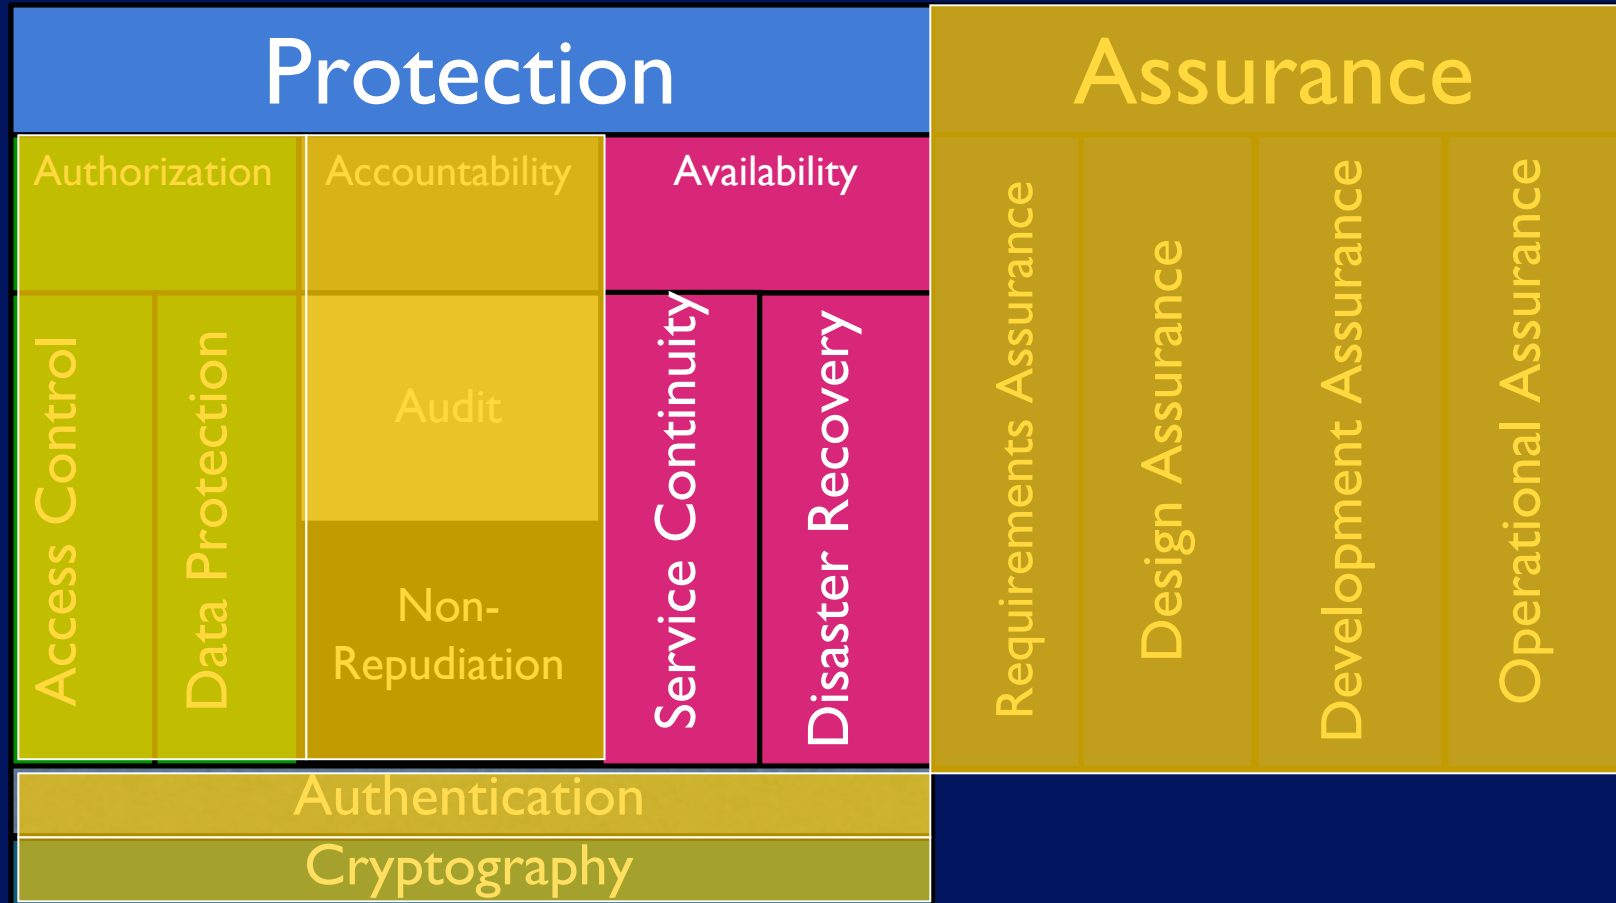 Protection
Assurance
Authorization
Accountability
Availability
Access Control
Data Protection
Audit
Non-
Repudiation
Service Continuity
Disaster Recovery
Requirements Assurance
Design Assurance
Development Assurance
Operational Assurance
Authentication
Cryptography